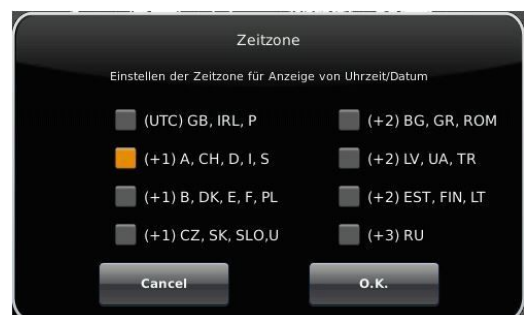 Zeitzone
Einstellen der Zeitzone für Anzeige von Uhrzeit/Datum
(UTC) GB, IRL, P
(+2) BG, GR, ROM
(+1) A, CH, D, I, S
(+2) LV, UA, TR
(+1) B, DK, E, F, PL
(+2) EST, FIN, LT
(+1) CZ, SK, SLO,U
(+3) RU
Cancel
O.K.